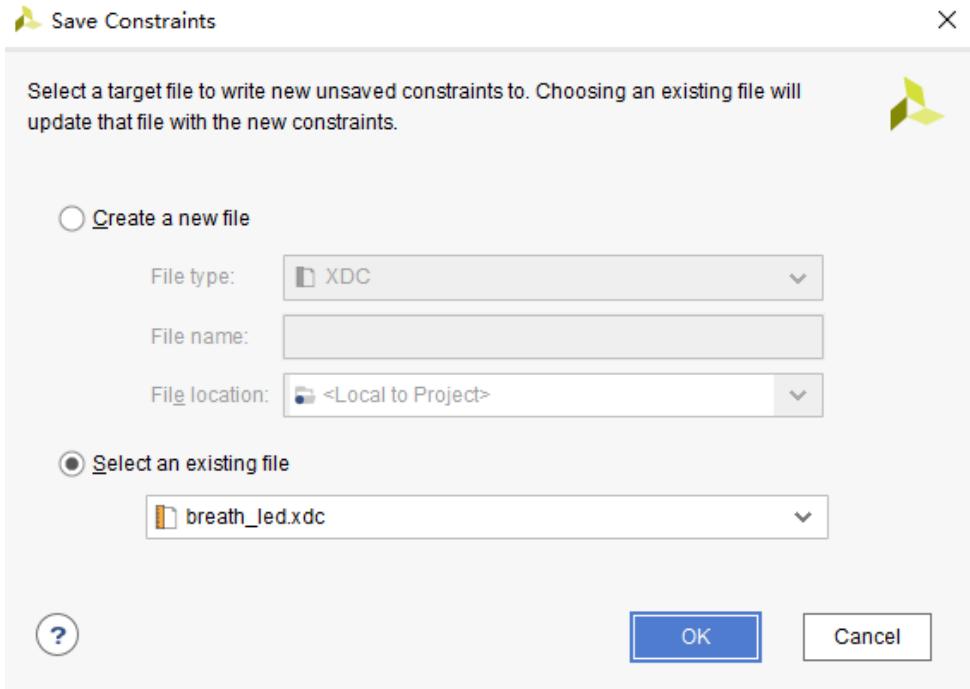 Save Constraints
Select a target file to write new unsaved constraints to. Choosing an existing file will
update that file with the new constraints.
Create a new file
File type: XDC
File name:
File location: <Local to Project>
Select an existing file
breath_led.xdc
? OK Cancel